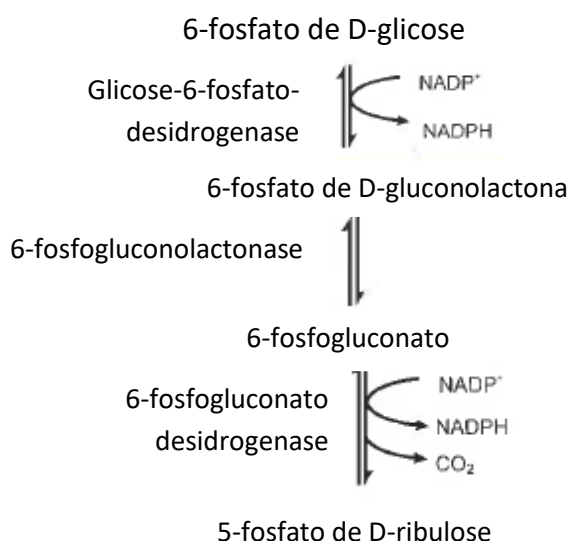 6-fosfato de D-glicose
Glicose-6-fosfato-
desidrogenase
NADP⁺
NADPH
6-fosfato de D-gluconolactona
6-fosfogluconolactonase
6-fosfogluconato
6-fosfogluconato
desidrogenase
NADP⁺
NADPH
CO₂
5-fosfato de D-ribulose